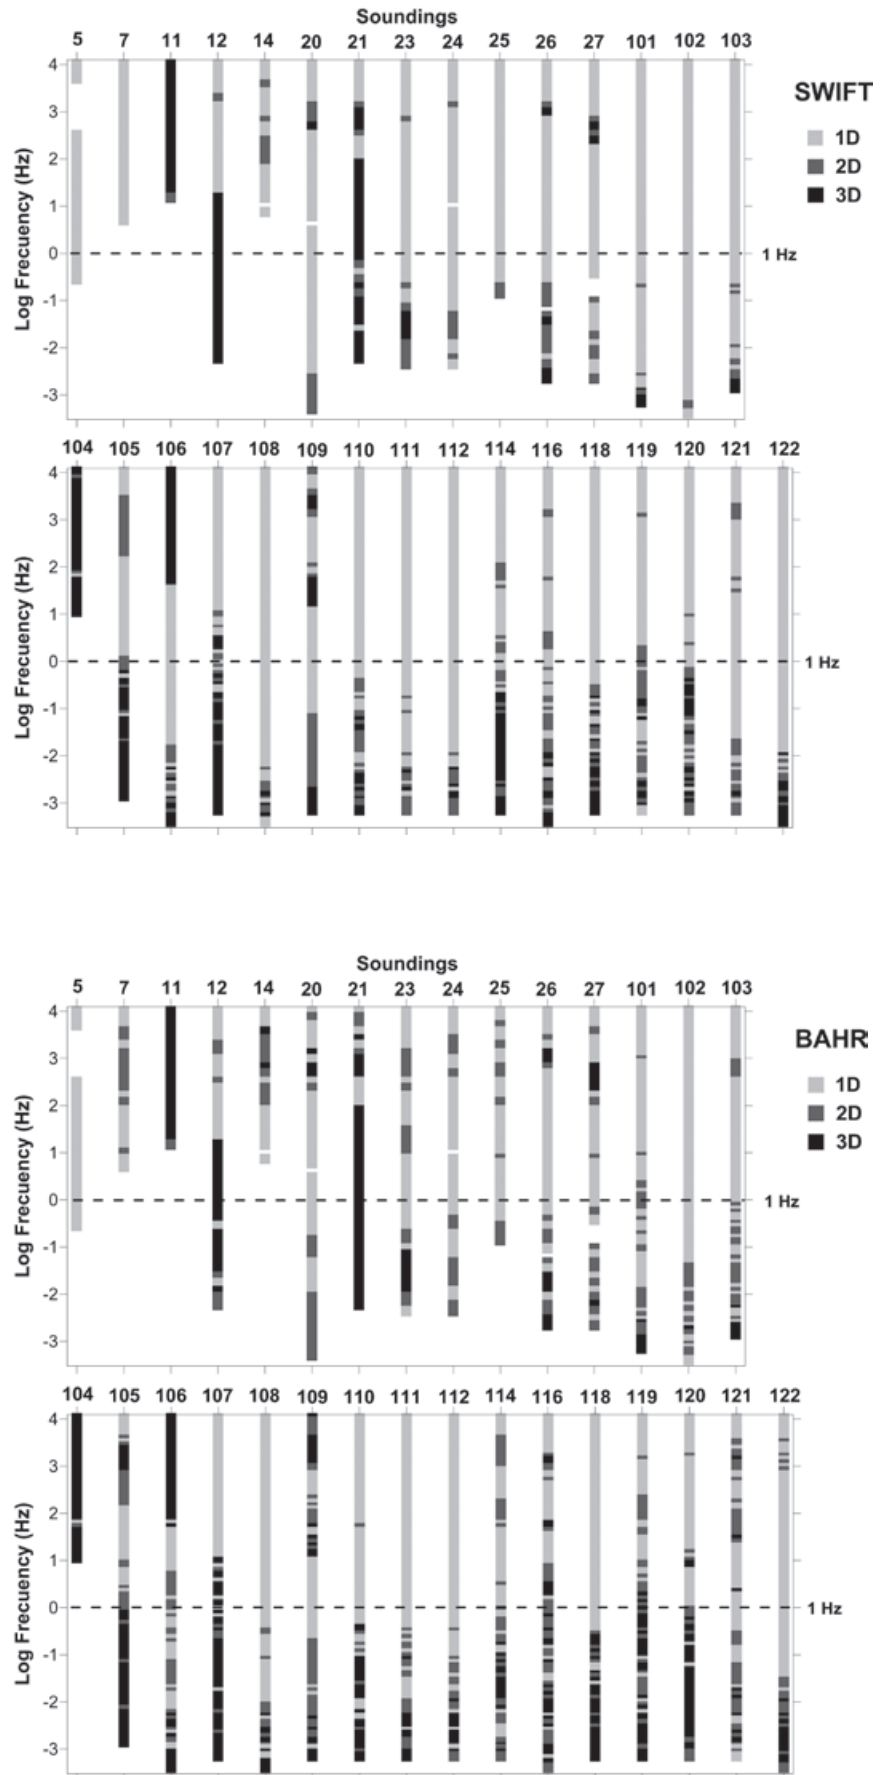 Soundings
5 7 11 12 14 20 21 23 24 25 26 27 101 102 103
SWIFT
1D
2D
3D
Log Frecuency (Hz)
4
3
2
1
0
-1
-2
-3
1 Hz
104 105 106 107 108 109 110 111 112 114 116 118 119 120 121 122
Log Frecuency (Hz)
4
3
2
1
0
-1
-2
-3
1 Hz
Soundings
5 7 11 12 14 20 21 23 24 25 26 27 101 102 103
BAHR
1D
2D
3D
Log Frecuency (Hz)
4
3
2
1
0
-1
-2
-3
1 Hz
104 105 106 107 108 109 110 111 112 114 116 118 119 120 121 122
Log Frecuency (Hz)
4
3
2
1
0
-1
-2
-3
1 Hz